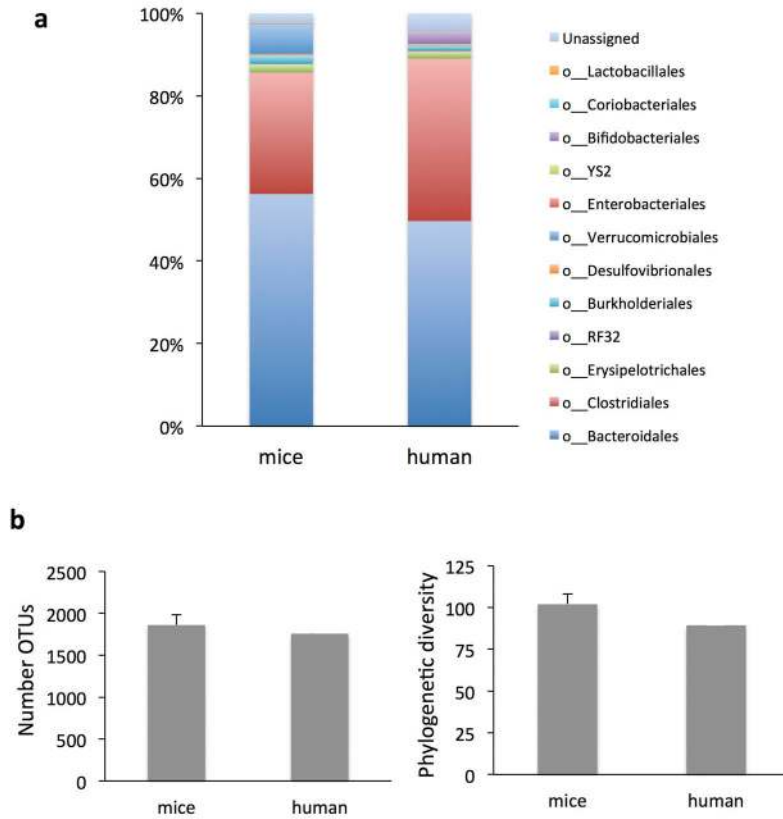 a
100%
80%
60%
40%
20%
0%
mice
human
Unassigned
o__Lactobacillales
o__Coriobacteriales
o__Bifidobacteriales
o__YS2
o__Enterobacteriales
o__Verrucomicrobiales
o__Desulfovibrionales
o__Burkholderiales
o__RF32
o__Erysipelotrichales
o__Clostridiales
o__Bacteroidales
b
Number OTUs
2500
2000
1500
1000
500
0
mice
human
Phylogenetic diversity
125
100
75
50
25
0
mice
human